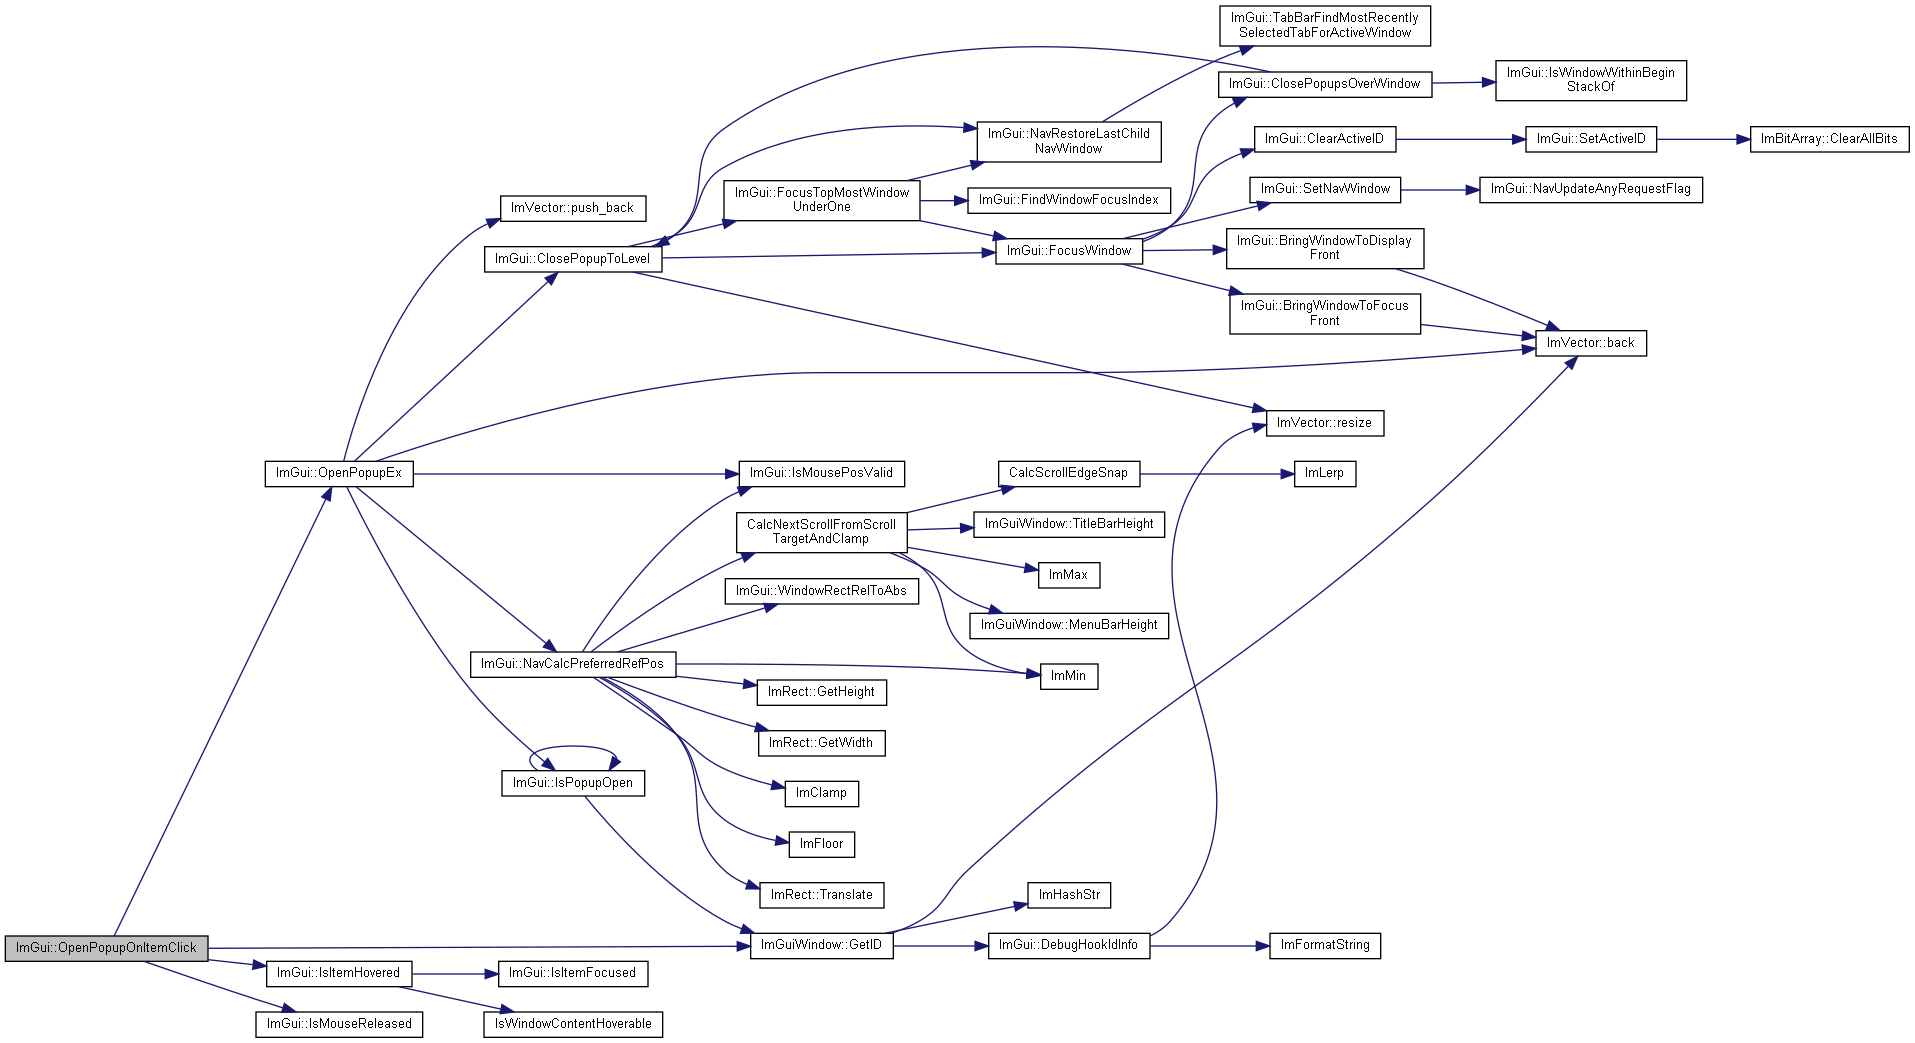 ImGui::TabBarFindMostRecently
SelectedTabForActiveWindow
ImGui::ClosePopupsOverWindow
ImGui::IsWindowWithinBegin
StackOf
ImGui::NavRestoreLastChild
NavWindow
ImGui::ClearActiveID
ImGui::SetActiveID
ImBitArray::ClearAllBits
ImGui::FocusTopMostWindow
UnderOne
ImGui::FindWindowFocusIndex
ImGui::SetNavWindow
ImGui::NavUpdateAnyRequestFlag
ImVector::push_back
ImGui::ClosePopupToLevel
ImGui::FocusWindow
ImGui::BringWindowToDisplay
Front
ImGui::BringWindowToFocus
Front
ImVector::back
ImVector::resize
ImGui::OpenPopupEx
ImGui::IsMousePosValid
CalcScrollEdgeSnap
ImLerp
CalcNextScrollFromScroll
TargetAndClamp
ImGuiWindow::TitleBarHeight
ImMax
ImGui::WindowRectRelToAbs
ImGuiWindow::MenuBarHeight
ImGui::NavCalcPreferredRefPos
ImMin
ImRect::GetHeight
ImRect::GetWidth
ImGui::IsPopupOpen
ImClamp
ImFloor
ImRect::Translate
ImHashStr
ImGui::OpenPopupOnItemClick
ImGuiWindow::GetID
ImGui::DebugHookIdInfo
ImFormatString
ImGui::IsItemHovered
ImGui::IsItemFocused
ImGui::IsMouseReleased
IsWindowContentHoverable